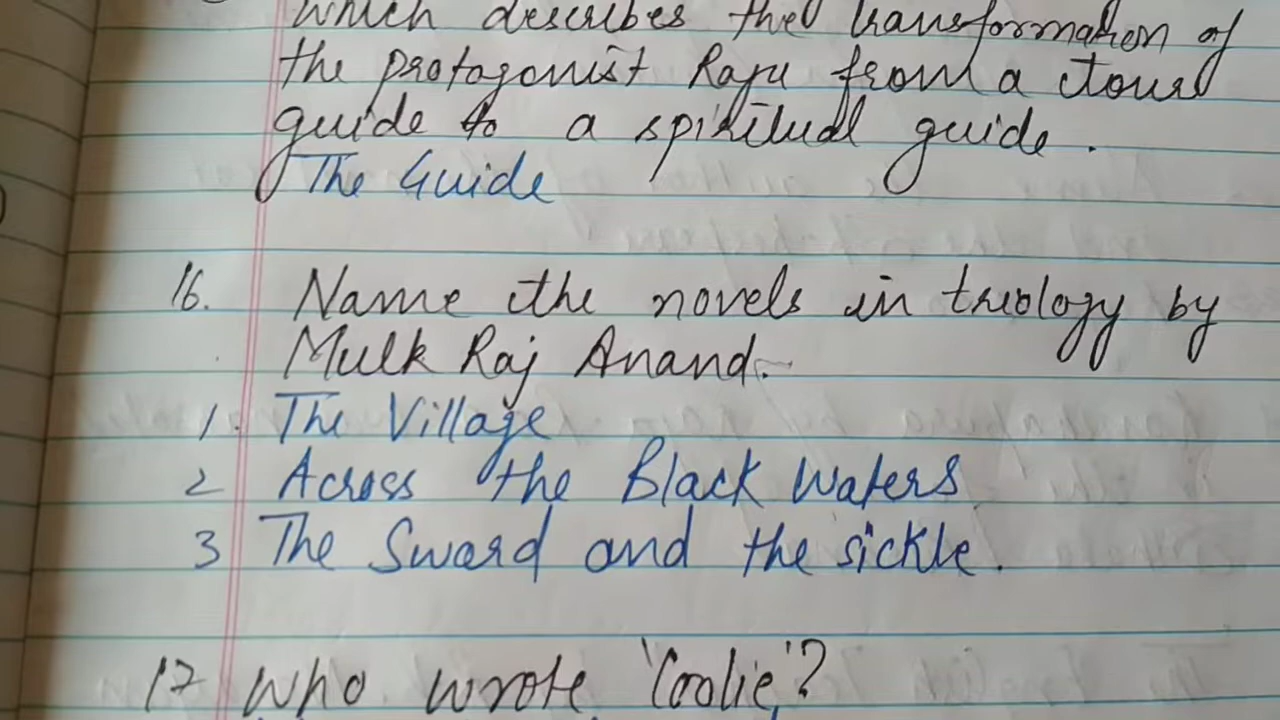 which describes the transformation of
the protagonist Raju from a tour
guide to a spiritual guide.
The Guide
16. Name the novels in triology by
Mulk Raj Anand.
1. The Village
2 Across the Black Waters
3 The Sword and the sickle.
17 Who wrote 'Coolie'?